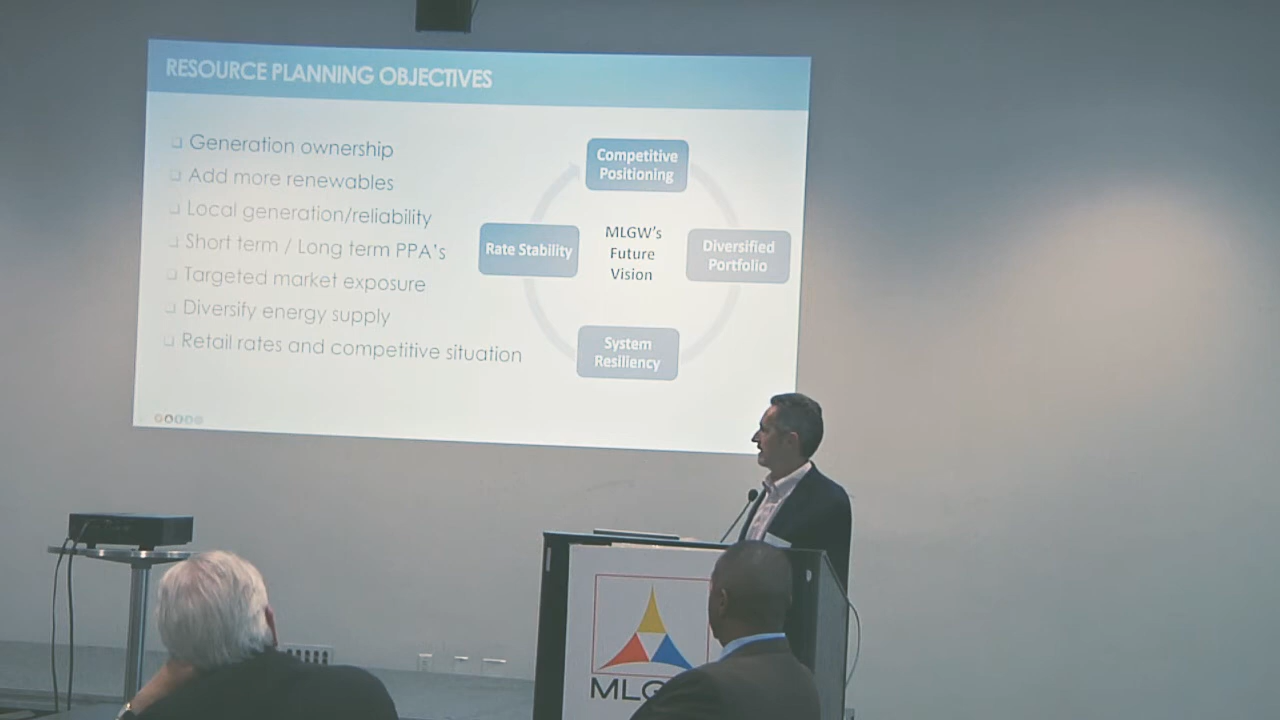 RESOURCE PLANNING OBJECTIVES
Generation ownership
Add more renewables
Local generation/reliability
Short term / Long term PPA's
Targeted market exposure
Diversify energy supply
Retail rates and competitive situation
Competitive
Positioning
Rate Stability
MLGW's
Future
Vision
Diversified
Portfolio
System
Resiliency
MLG